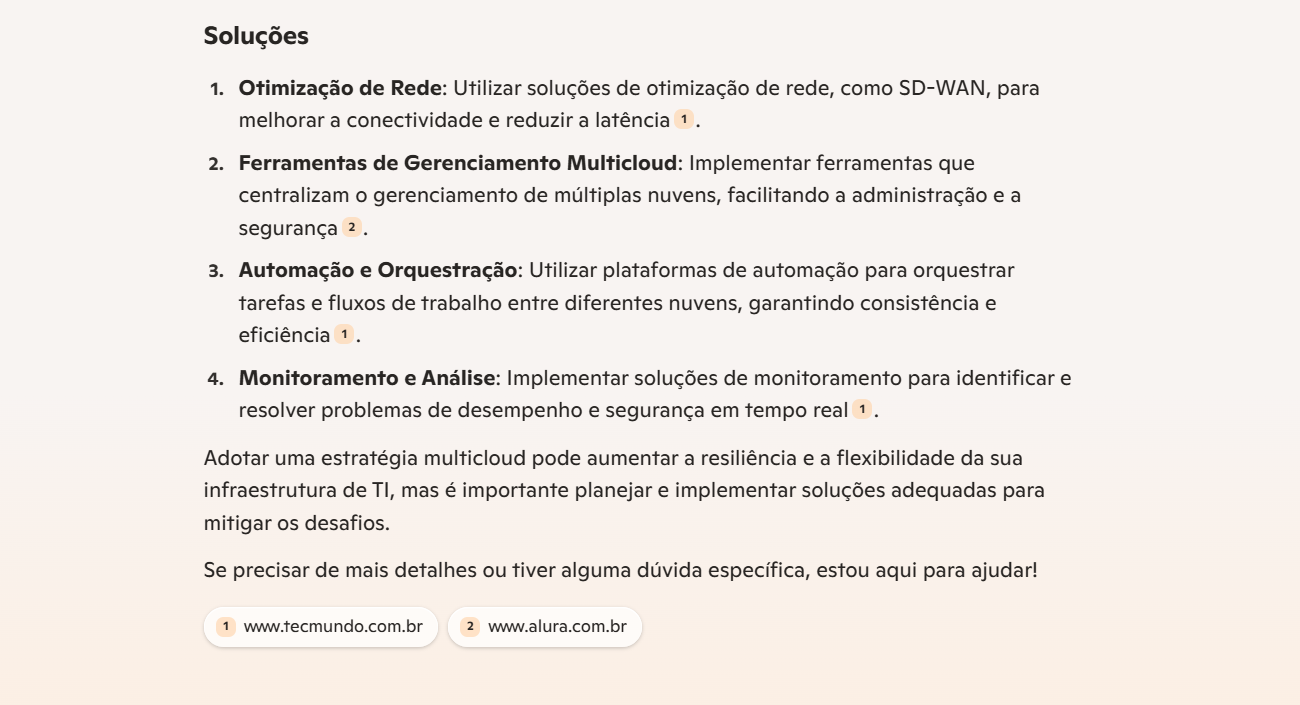 Soluções
1. Otimização de Rede: Utilizar soluções de otimização de rede, como SD-WAN, para
melhorar a conectividade e reduzir a latência 1 .
2. Ferramentas de Gerenciamento Multicloud: Implementar ferramentas que
centralizam o gerenciamento de múltiplas nuvens, facilitando a administração e a
segurança 2 .
3. Automação e Orquestração: Utilizar plataformas de automação para orquestrar
tarefas e fluxos de trabalho entre diferentes nuvens, garantindo consistência e
eficiência 1 .
4. Monitoramento e Análise: Implementar soluções de monitoramento para identificar e
resolver problemas de desempenho e segurança em tempo real 1 .
Adotar uma estratégia multicloud pode aumentar a resiliência e a flexibilidade da sua
infraestrutura de TI, mas é importante planejar e implementar soluções adequadas para
mitigar os desafios.
Se precisar de mais detalhes ou tiver alguma dúvida específica, estou aqui para ajudar!
1 www.tecmundo.com.br 2 www.alura.com.br